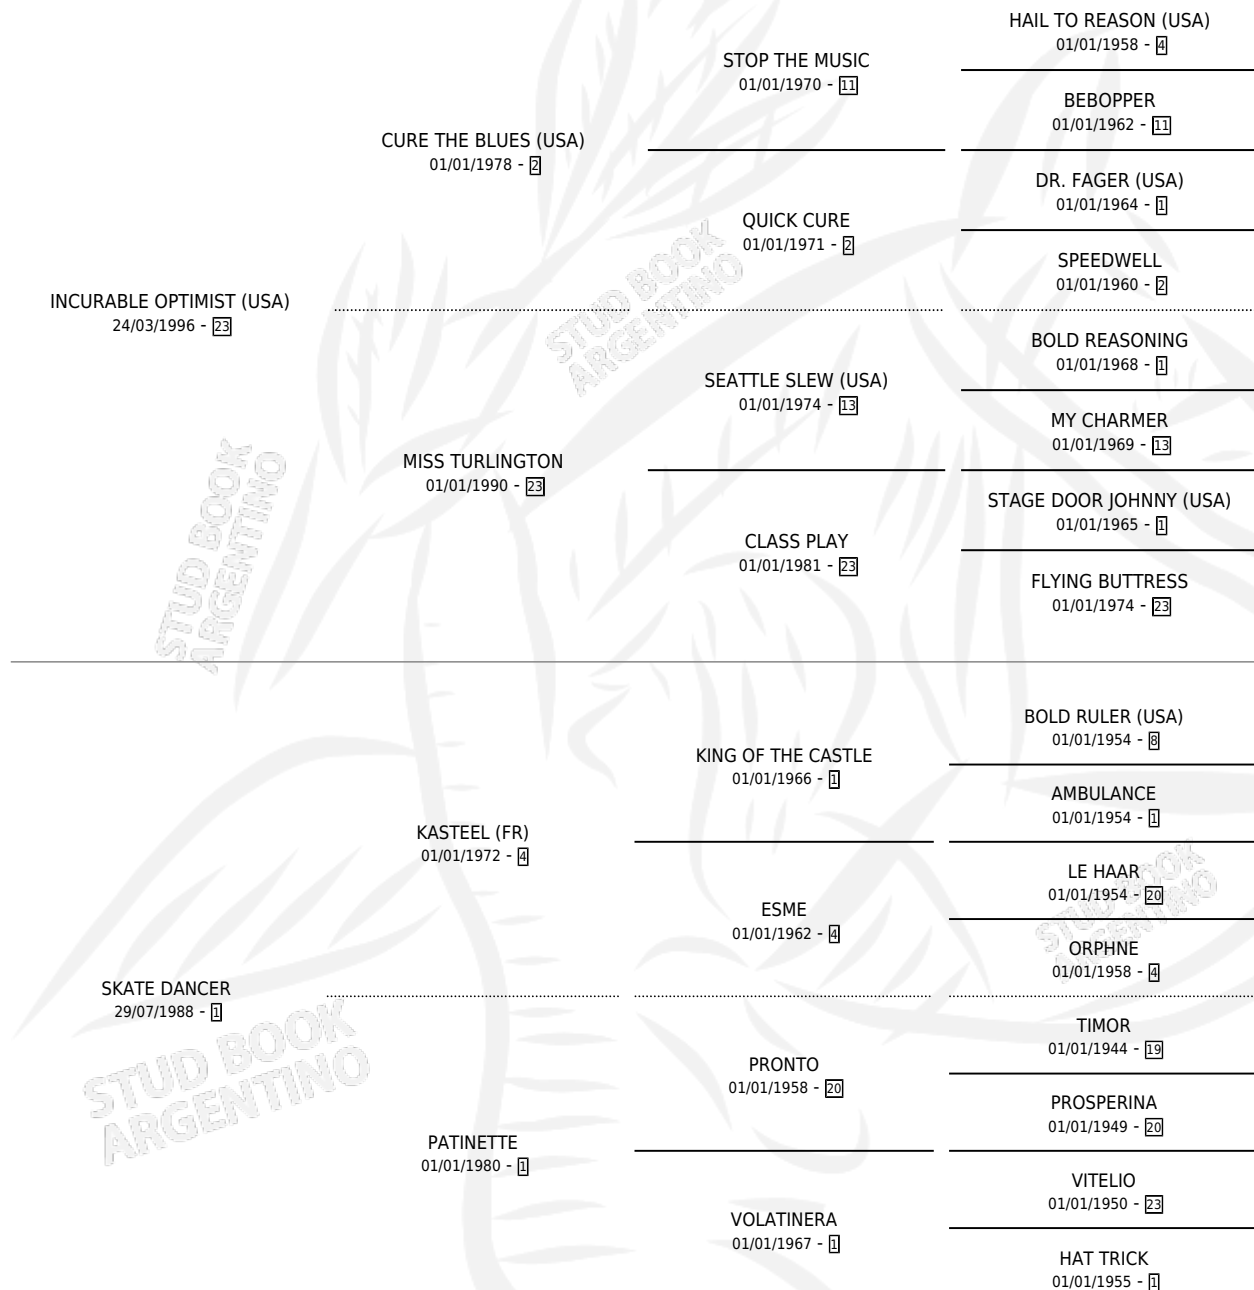 HAIL TO REASON (USA)
01/01/1958 - 4
STOP THE MUSIC
01/01/1970 - 11
BEBOPPER
01/01/1962 - 11
CURE THE BLUES (USA)
01/01/1978 - 2
DR. FAGER (USA)
01/01/1964 - 1
QUICK CURE
01/01/1971 - 2
SPEEDWELL
01/01/1960 - 2
INCURABLE OPTIMIST (USA)
24/03/1996 - 23
STUD BOOK
ARGENTINO
BOLD REASONING
01/01/1968 - 1
SEATTLE SLEW (USA)
01/01/1974 - 13
MY CHARMER
01/01/1969 - 13
MISS TURLINGTON
01/01/1990 - 23
STAGE DOOR JOHNNY (USA)
01/01/1965 - 1
CLASS PLAY
01/01/1981 - 23
FLYING BUTTRESS
01/01/1974 - 23
STUD BOOK
ARGENTINO
BOLD RULER (USA)
01/01/1954 - 8
KING OF THE CASTLE
01/01/1966 - 1
AMBULANCE
01/01/1954 - 1
KASTEEL (FR)
01/01/1972 - 4
LE HAAR
01/01/1954 - 20
STUD BOOK
ARGENTINO
ESME
01/01/1962 - 4
ORPHNE
01/01/1958 - 4
SKATE DANCER
29/07/1988 - 1
STUD BOOK
ARGENTINO
TIMOR
01/01/1944 - 19
PRONTO
01/01/1958 - 20
PROSPERINA
01/01/1949 - 20
PATINETTE
01/01/1980 - 1
VITELIO
01/01/1950 - 23
VOLATINERA
01/01/1967 - 1
HAT TRICK
01/01/1955 - 1